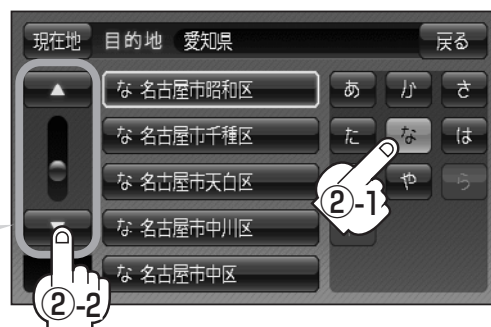 現在地 目的地 愛知県 戻る
▲
な 名古屋市昭和区
な 名古屋市千種区
な 名古屋市天白区
な 名古屋市中川区
な 名古屋市中区
あ か さ
た な は
や ら
②-1
②-2